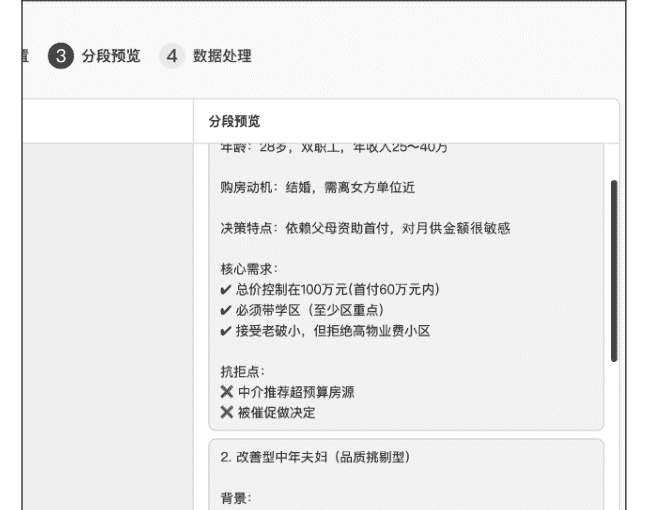 置 3 分段预览 4 数据处理
分段预览
年龄：28岁，双职工，年收入25～40万
购房动机：结婚，需离女方单位近
决策特点：依赖父母资助首付，对月供金额很敏感
核心需求：
✔ 总价控制在100万元(首付60万元内)
✔ 必须带学区（至少区重点）
✔ 接受老破小，但拒绝高物业费小区
抗拒点：
❌ 中介推荐超预算房源
❌ 被催促做决定
2. 改善型中年夫妇（品质挑剔型）
背景：